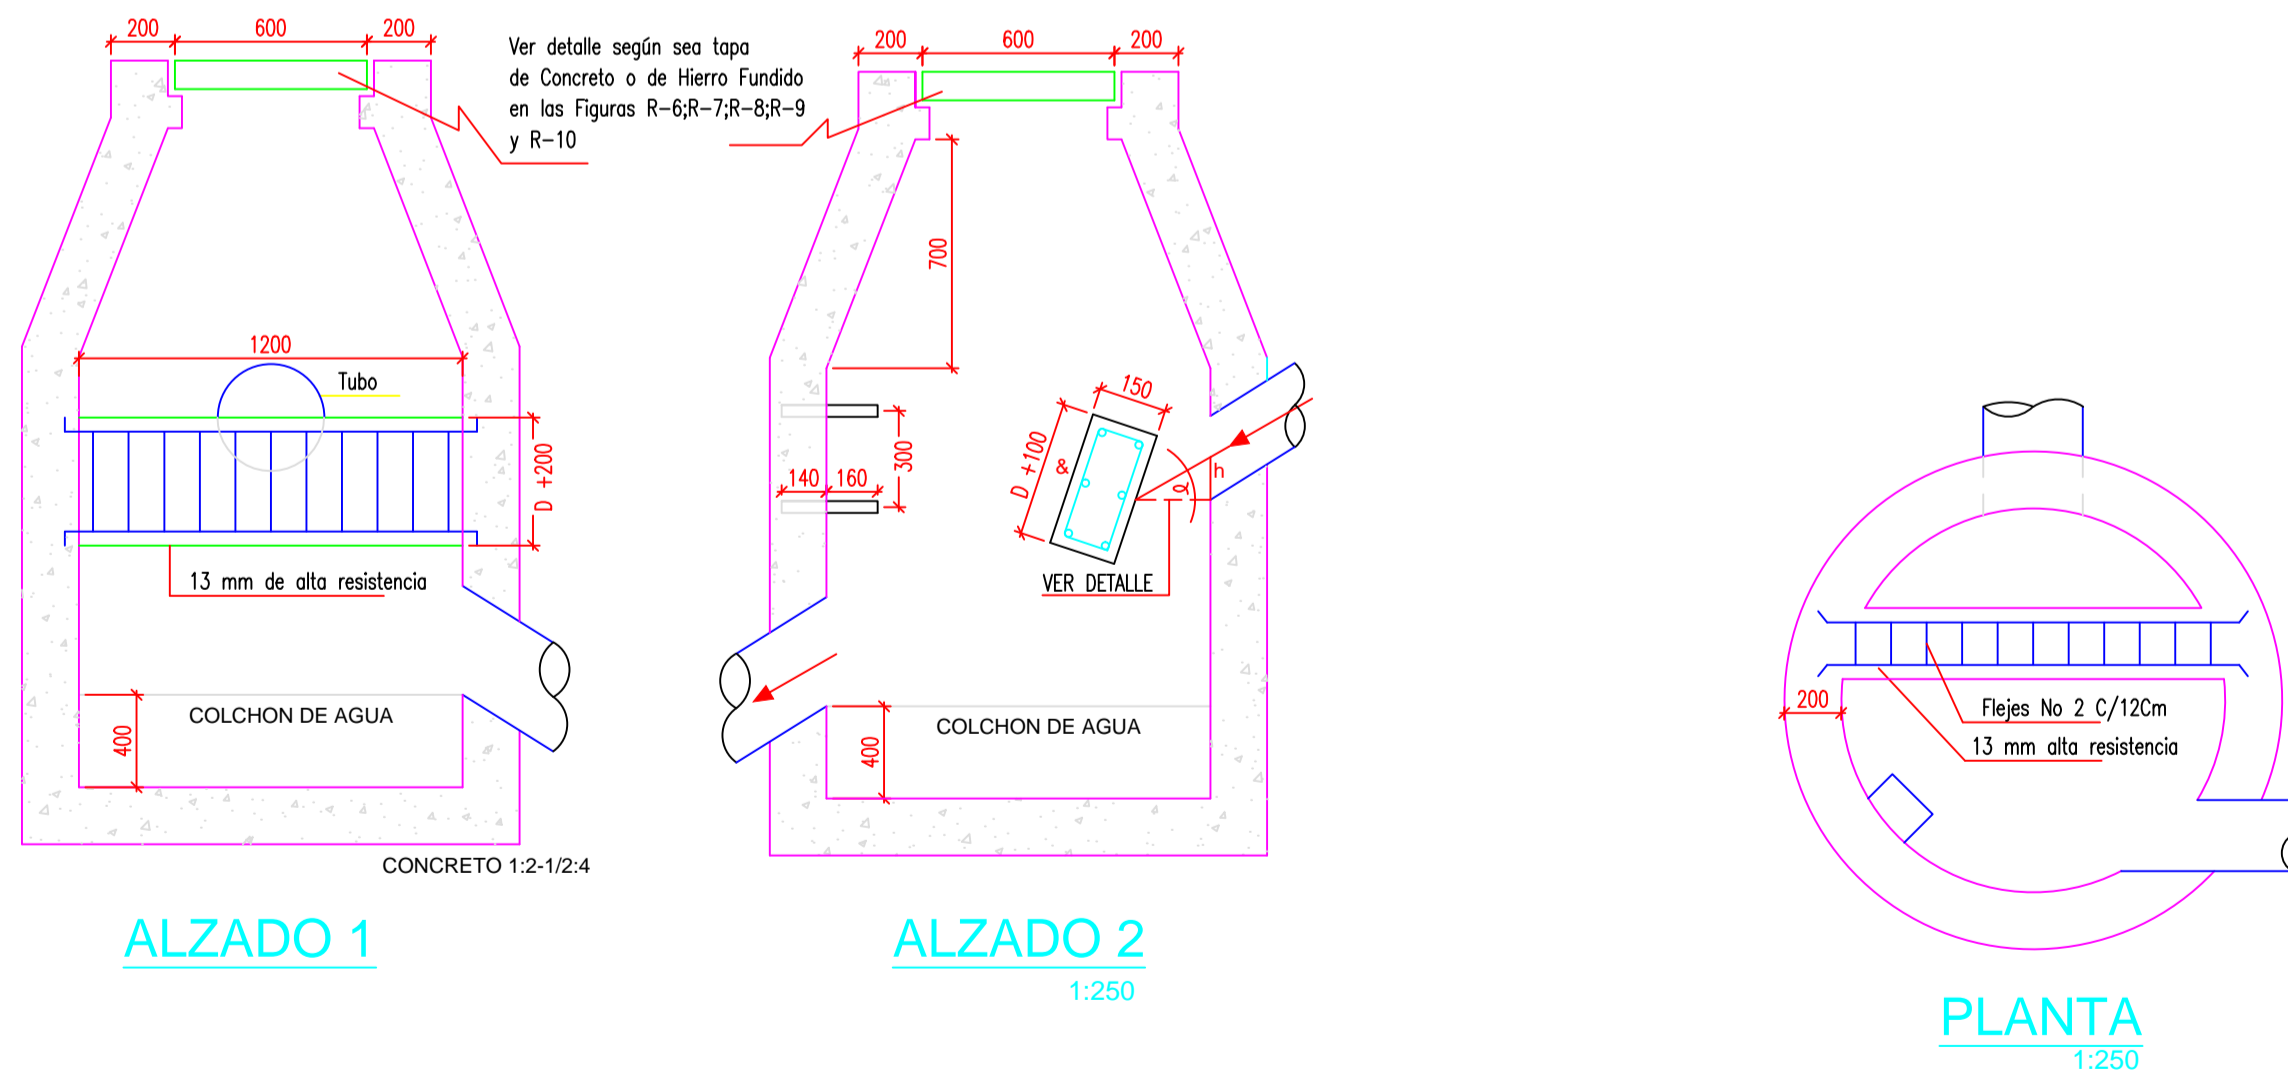 200 600 200
Ver detalle según sea tapa
de Concreto o de Hierro Fundido
en las Figuras R-6;R-7;R-8;R-9
y R-10
1200
Tubo
D +200
13 mm de alta resistencia
400
COLCHON DE AGUA
CONCRETO 1:2-1/2:4
ALZADO 1
200 600 200
700
150
D +100
&
h
300
140 160
VER DETALLE
400
COLCHON DE AGUA
ALZADO 2
1:250
200
Flejes No 2 C/12Cm
13 mm alta resistencia
PLANTA
1:250